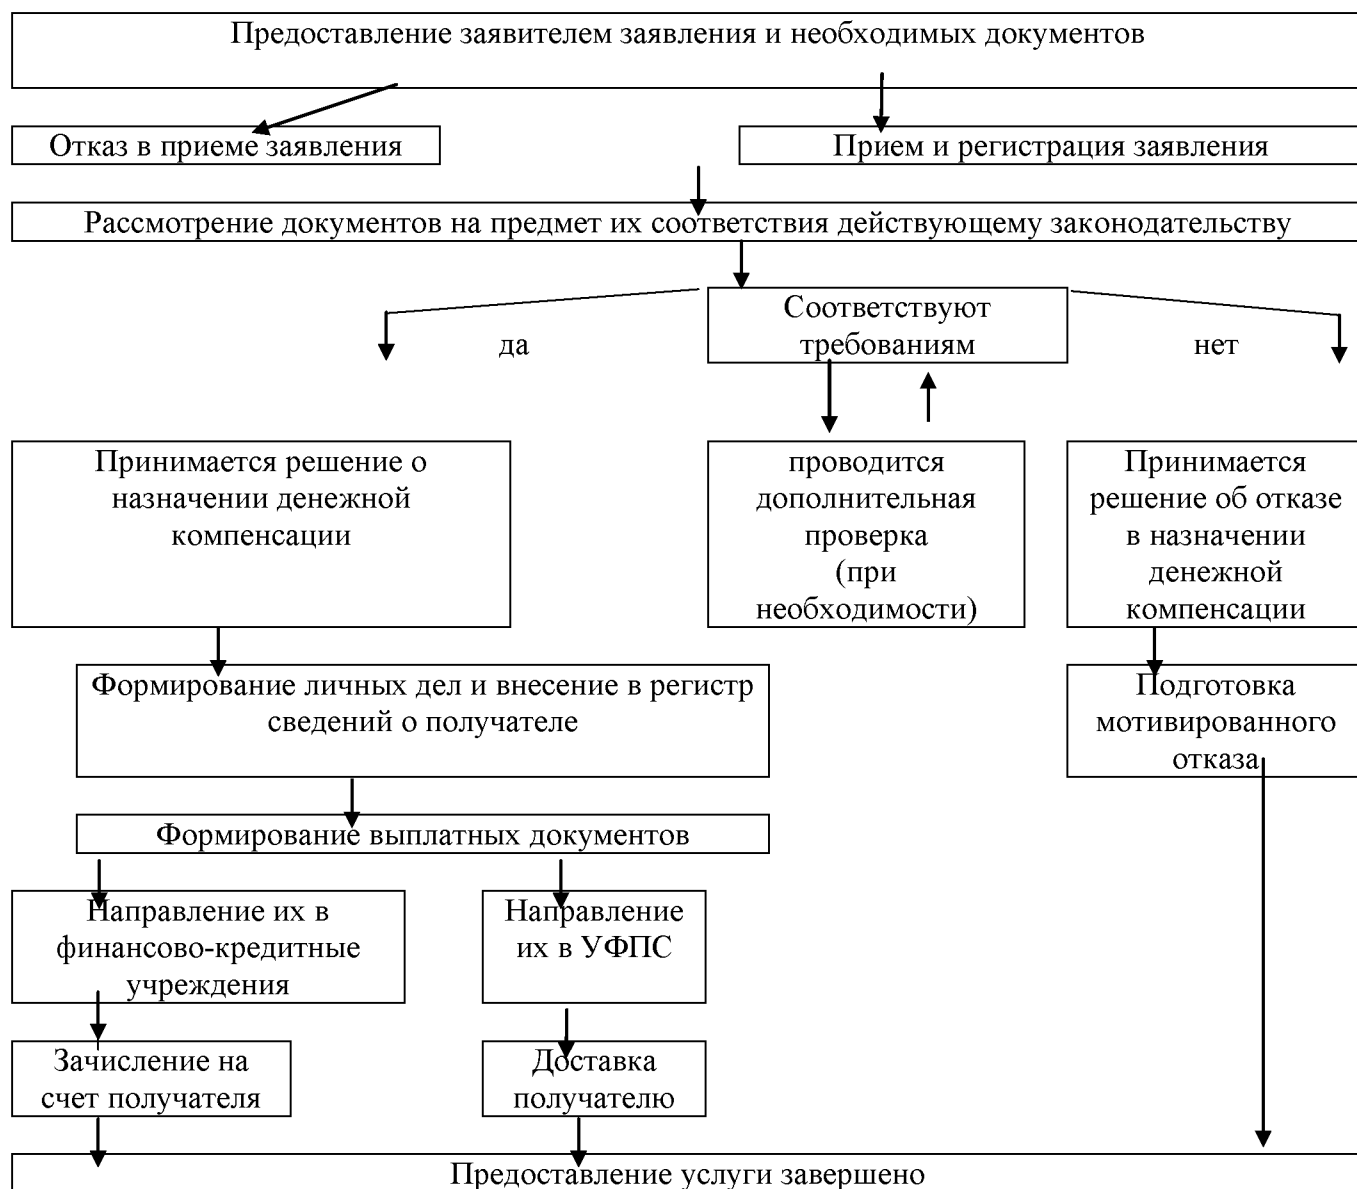 Предоставление заявителем заявления и необходимых документов
Отказ в приеме заявления
Прием и регистрация заявления
Рассмотрение документов на предмет их соответствия действующему законодательству
Соответствуют
требованиям
да
нет
Принимается решение о
назначении денежной
компенсации
проводится
дополнительная
проверка
(при
необходимости)
Принимается
решение об отказе
в назначении
денежной
компенсации
Формирование личных дел и внесение в регистр
сведений о получателе
Подготовка
мотивированного
отказа
Формирование выплатных документов
Направление их в
финансово-кредитные
учреждения
Направление
их в УФПС
Зачисление на
счет получателя
Доставка
получателю
Предоставление услуги завершено